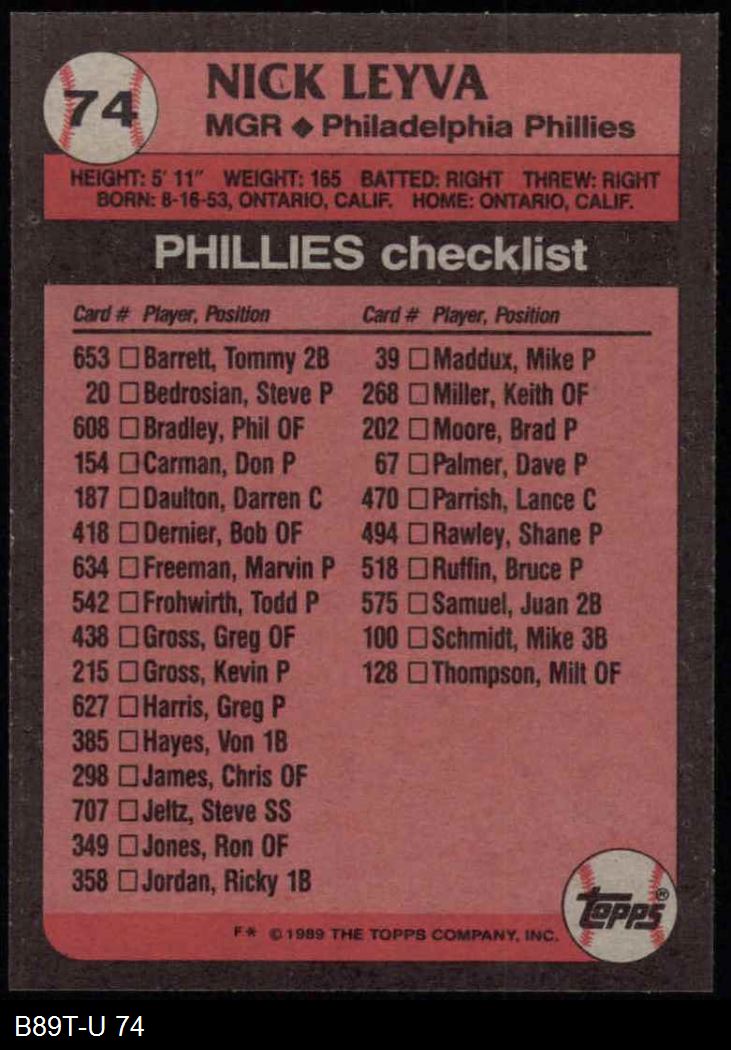 74
NICK LEYVA
MGR ◆ Philadelphia Phillies
HEIGHT: 5' 11" WEIGHT: 165 BATTED: RIGHT THREW: RIGHT
BORN: 8-16-53, ONTARIO, CALIF. HOME: ONTARIO, CALIF.
PHILLIES checklist
Card # Player, Position
653 □ Barrett, Tommy 2B
20 □ Bedrosian, Steve P
608 □ Bradley, Phil OF
154 □ Carman, Don P
187 □ Daulton, Darren C
418 □ Dernier, Bob OF
634 □ Freeman, Marvin P
542 □ Frohwirth, Todd P
438 □ Gross, Greg OF
215 □ Gross, Kevin P
627 □ Harris, Greg P
385 □ Hayes, Von 1B
298 □ James, Chris OF
707 □ Jeltz, Steve SS
349 □ Jones, Ron OF
358 □ Jordan, Ricky 1B
Card # Player, Position
39 □ Maddux, Mike P
268 □ Miller, Keith OF
202 □ Moore, Brad P
67 □ Palmer, Dave P
470 □ Parrish, Lance C
494 □ Rawley, Shane P
518 □ Ruffin, Bruce P
575 □ Samuel, Juan 2B
100 □ Schmidt, Mike 3B
128 □ Thompson, Milt OF
topps®
F* © 1989 THE TOPPS COMPANY, INC.
B89T-U 74